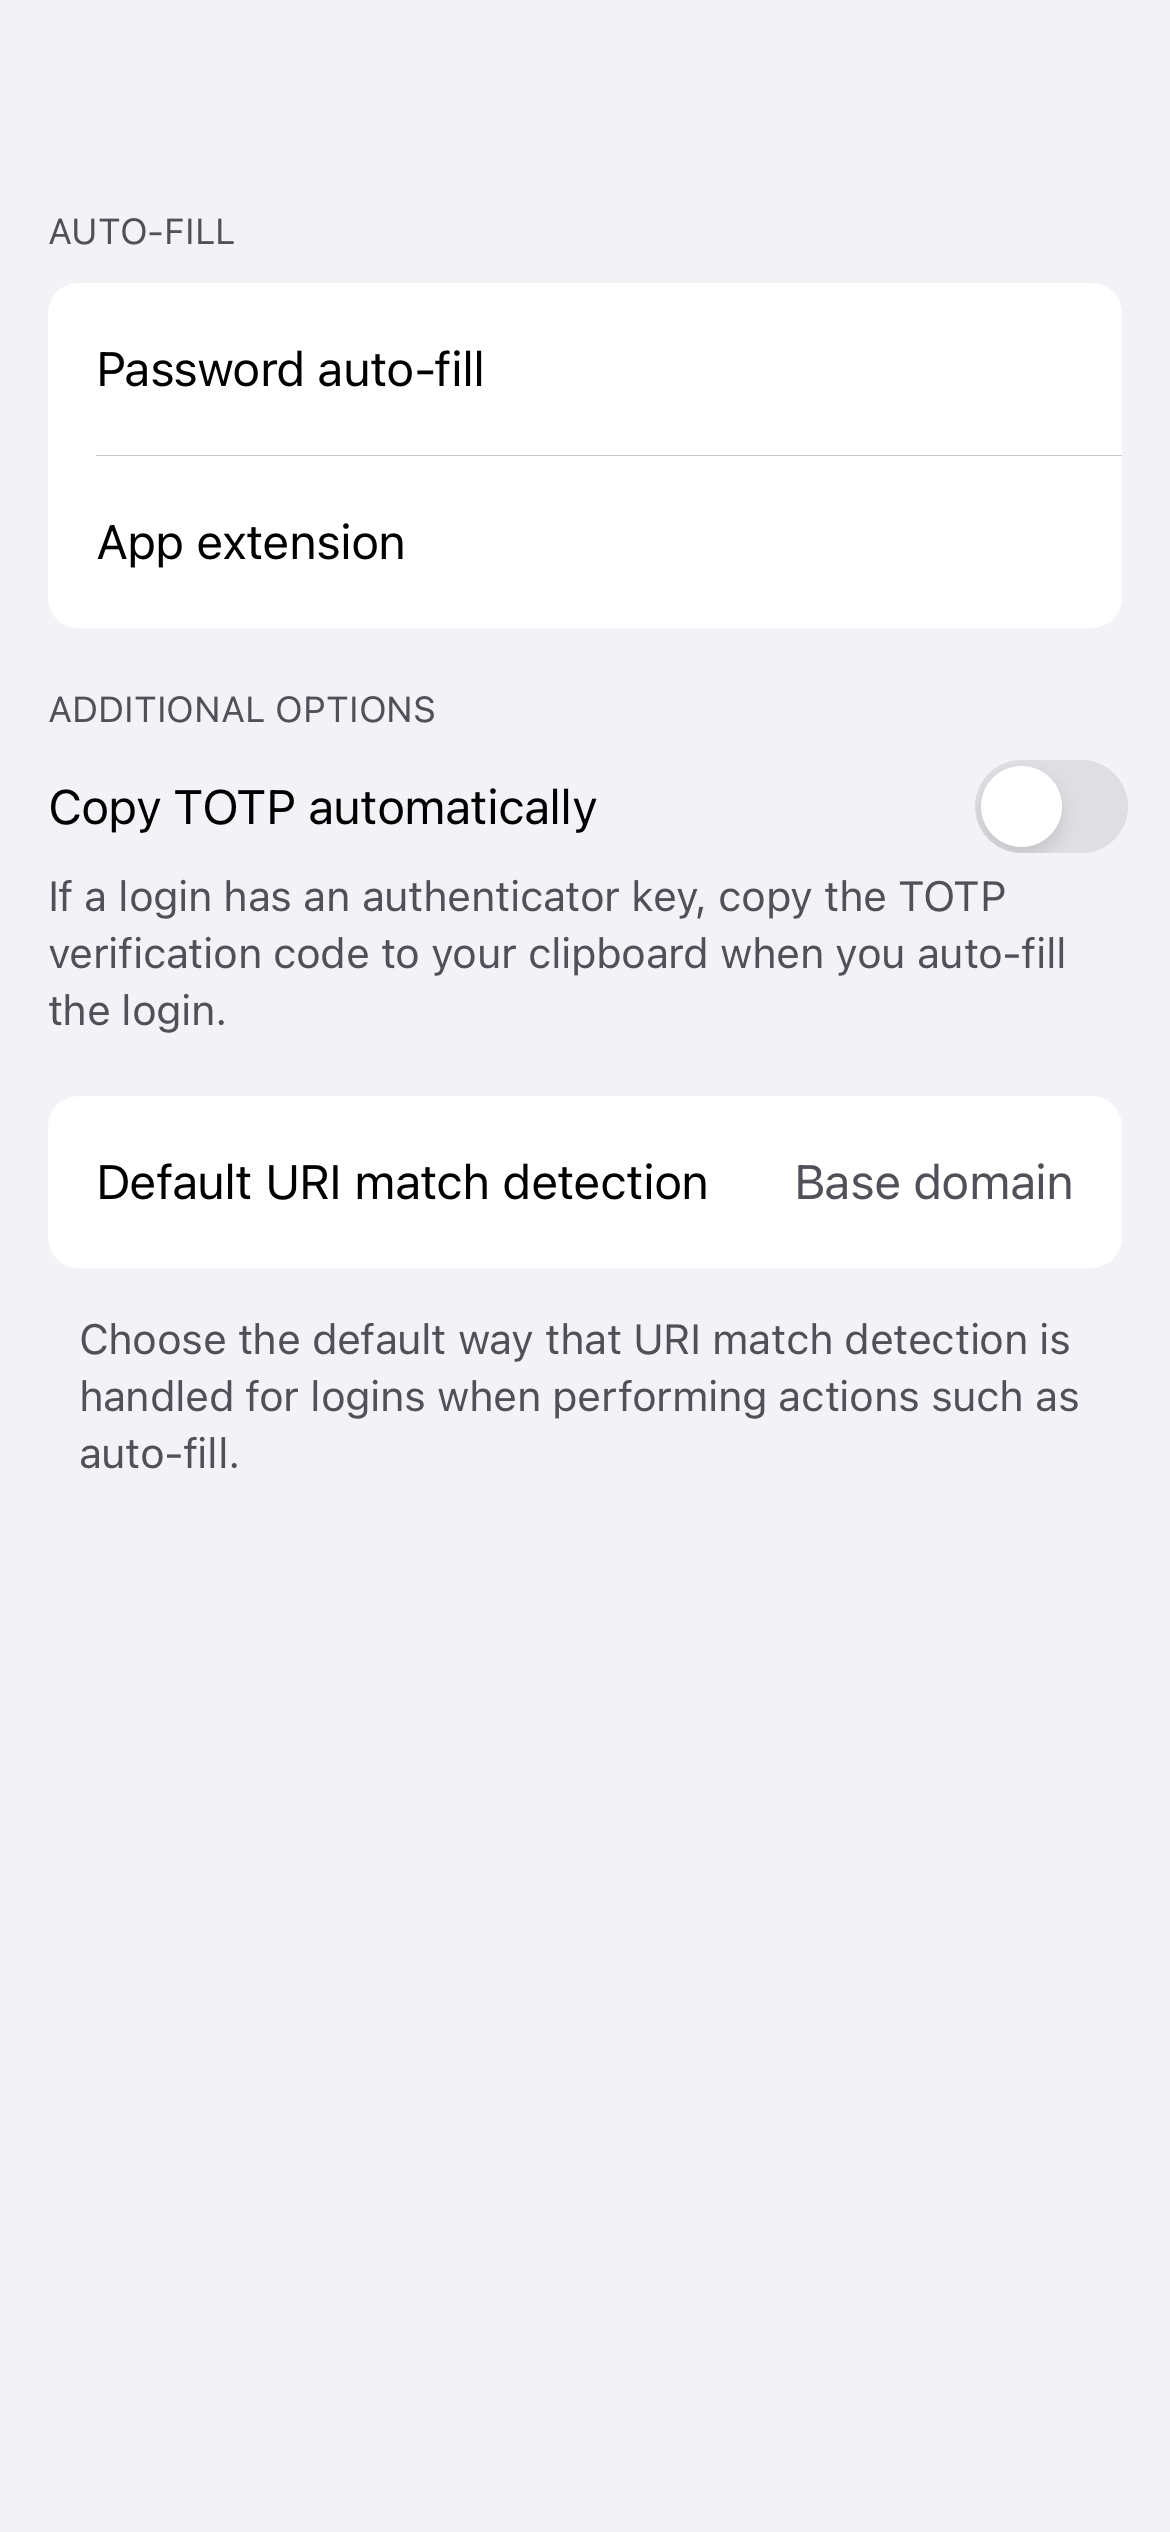 AUTO-FILL
Password auto-fill
App extension
ADDITIONAL OPTIONS
Copy TOTP automatically
If a login has an authenticator key, copy the TOTP
verification code to your clipboard when you auto-fill
the login.
Default URI match detection Base domain
Choose the default way that URI match detection is
handled for logins when performing actions such as
auto-fill.